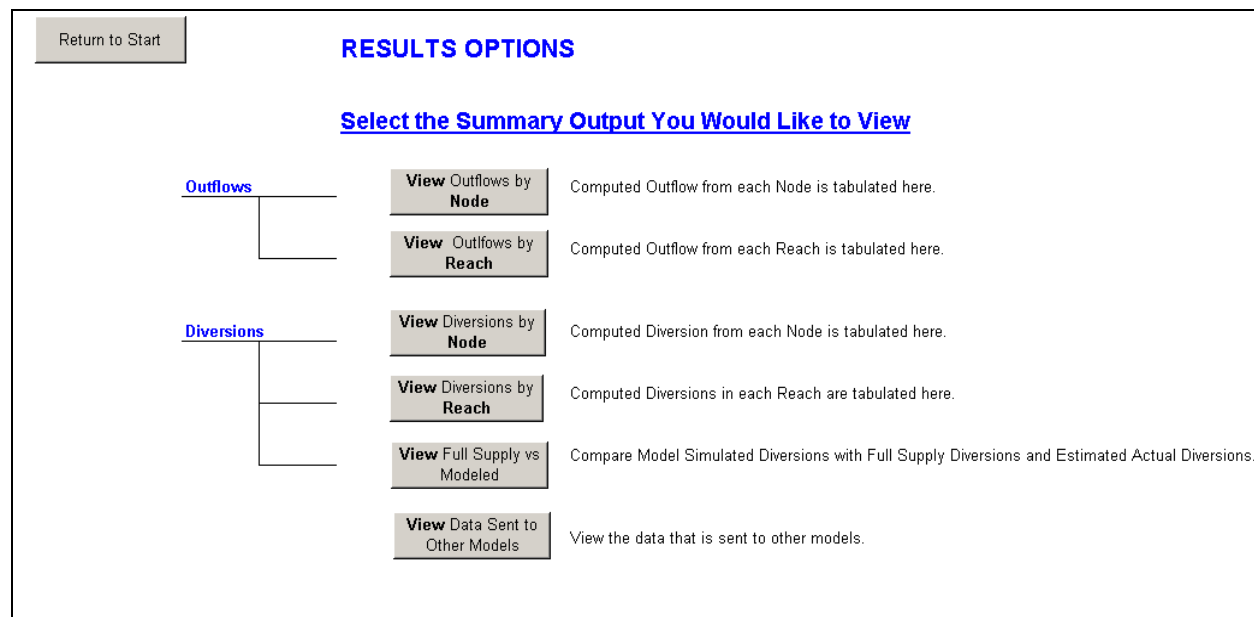 Return to Start
RESULTS OPTIONS
Select the Summary Output You Would Like to View
Outflows
View Outflows by
Node
Computed Outflow from each Node is tabulated here.
View Outlfows by
Reach
Computed Outflow from each Reach is tabulated here.
Diversions
View Diversions by
Node
Computed Diversion from each Node is tabulated here.
View Diversions by
Reach
Computed Diversions in each Reach are tabulated here.
View Full Supply vs
Modeled
Compare Model Simulated Diversions with Full Supply Diversions and Estimated Actual Diversions.
View Data Sent to
Other Models
View the data that is sent to other models.